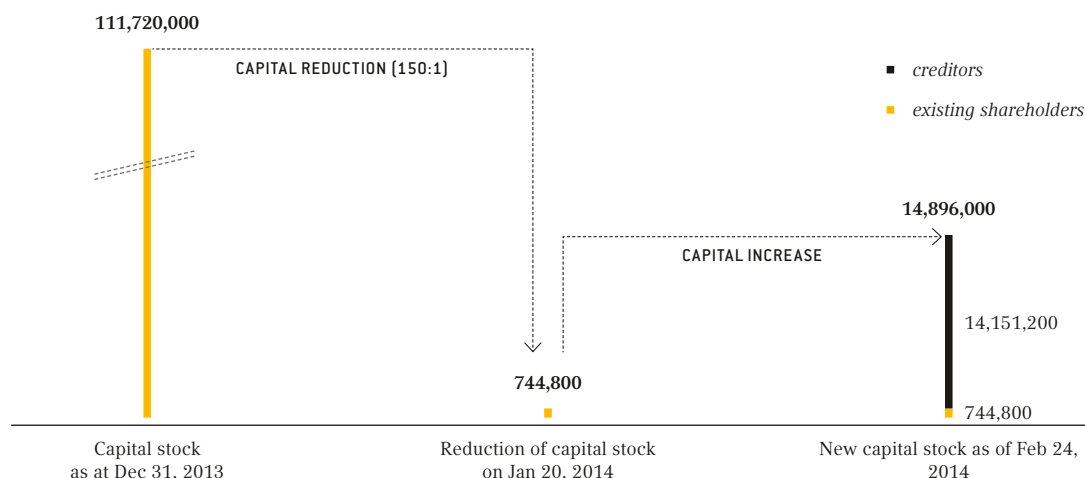 111,720,000
CAPITAL REDUCTION (150:1)
creditors
existing shareholders
14,896,000
CAPITAL INCREASE
14,151,200
744,800
744,800
Capital stock
as at Dec 31, 2013
Reduction of capital stock
on Jan 20, 2014
New capital stock as of Feb 24,
2014